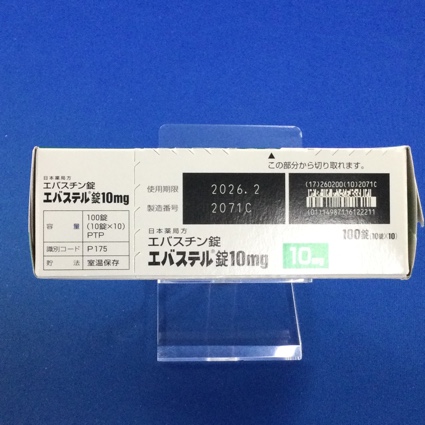 日本薬局方
エバスチン錠
エバステル®錠10mg
容量
100錠
(10錠×10)
PTP
識別コード P175
貯法 室温保存
▲
この部分から切り取れます。
使用期限 2026.2
製造番号 2071C
(17)260200(10)2071C
(01)14987116122211
日本薬局方
エバスチン錠
エバステル®錠10mg
100錠(10錠×10)
10mg